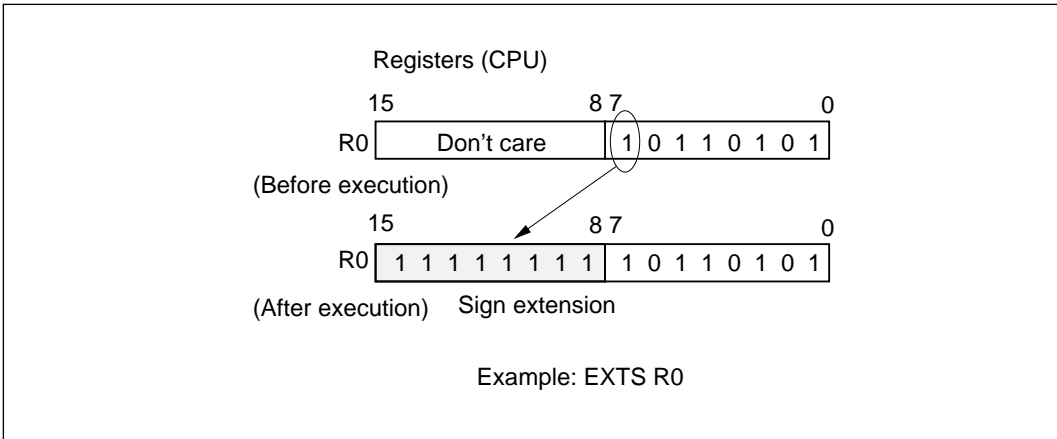 Registers (CPU)
15 8 7 0
R0 Don't care 1 0 1 1 0 1 0 1
(Before execution)
15 8 7 0
R0 1 1 1 1 1 1 1 1 1 0 1 1 0 1 0 1
(After execution) Sign extension
Example: EXTS R0